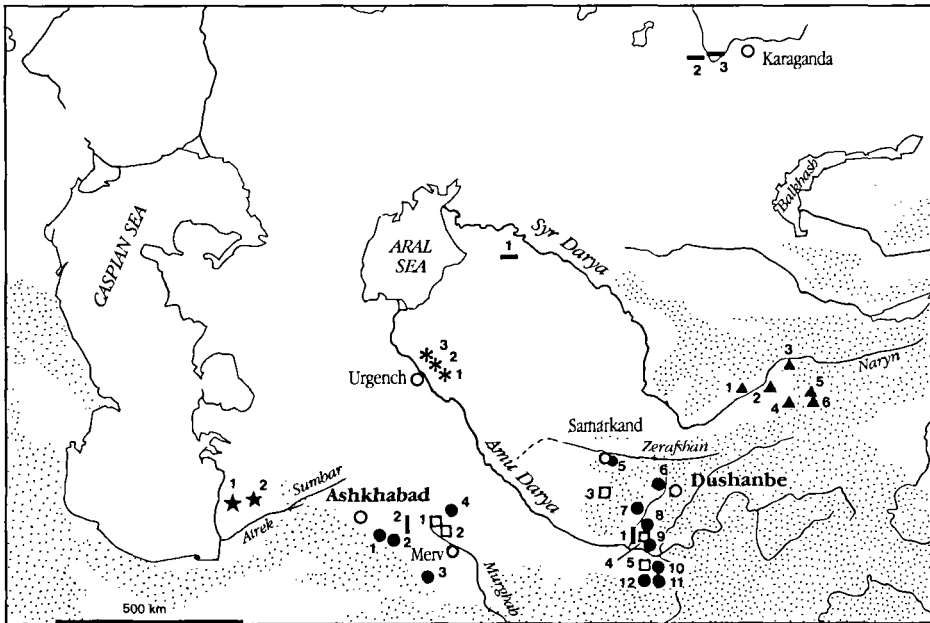 Karaganda
2
3
Balkhash
CASPIAN SEA
ARAL
SEA
1
Syr Darya
3
2
1
Urgench
3
Naryn
1
2
5
4
6
Samarkand
Zerafshan
5
6
Dushanbe
3
Amu Darya
7
1
2
Sumbar
Atrek
Ashkhabad
4
2
1
2
1
2
Merv
3
Murghab
8
1
9
4
5
10
12
11
500 km